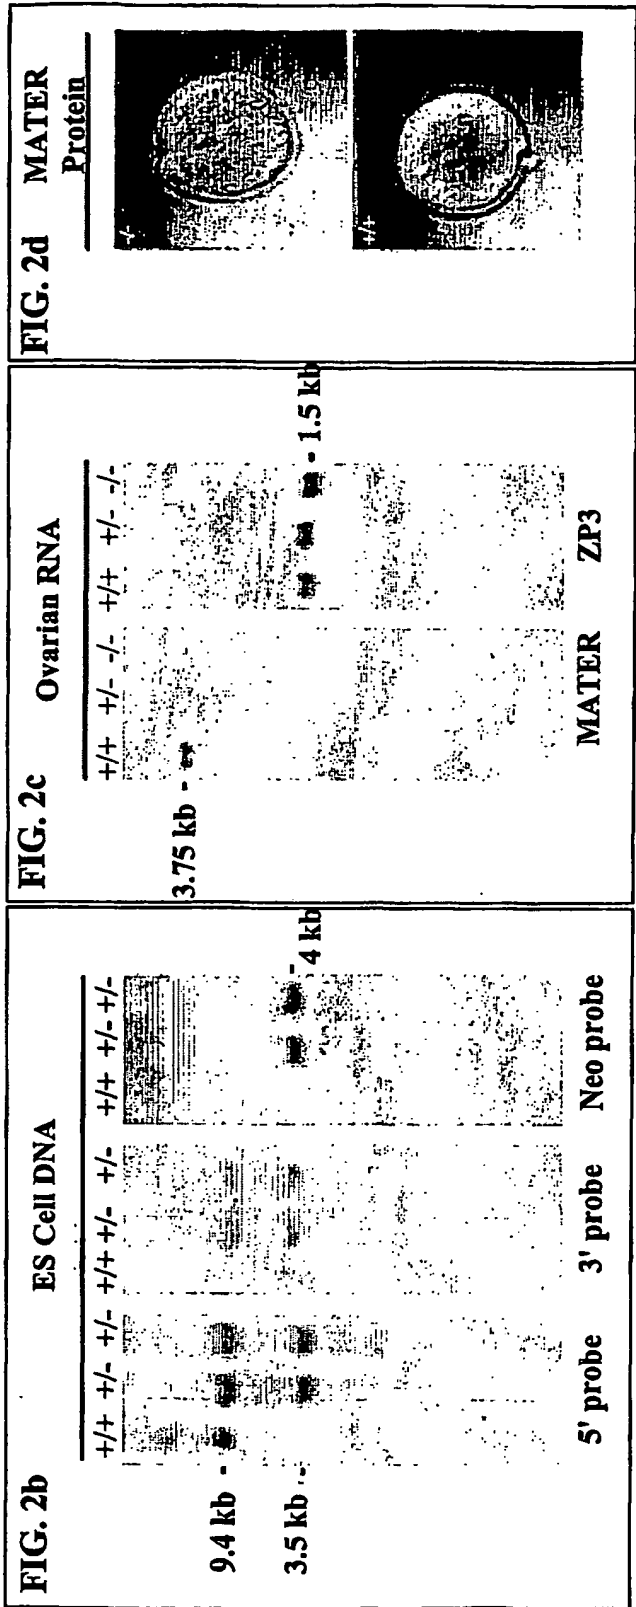 FIG. 2b
ES Cell DNA
+/+ +/- +/- +/+ +/- +/- +/+ +/- +/-
9.4 kb -
3.5 kb -
- 4 kb
5' probe 3' probe Neo probe
FIG. 2c
Ovarian RNA
+/+ +/- -/- +/+ +/- -/-
3.75 kb -
- 1.5 kb
MATER ZP3
FIG. 2d MATER
Protein
+/+